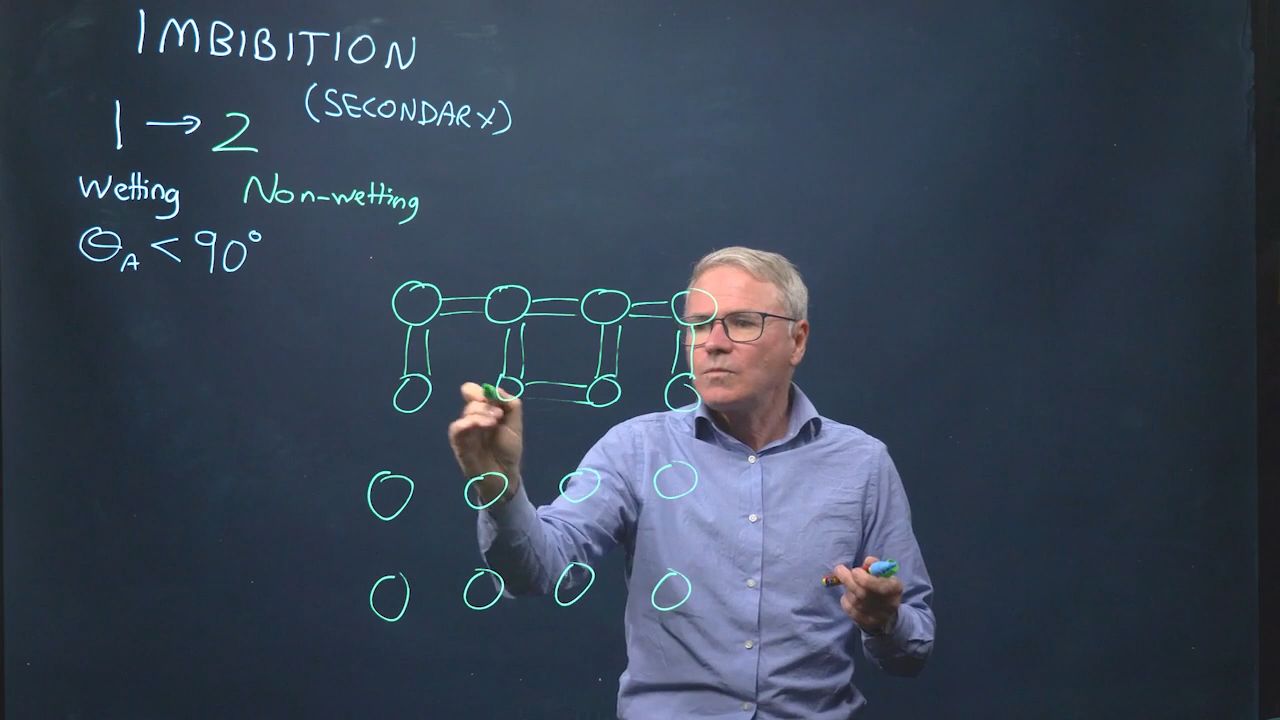 IMBIBITION
(SECONDARY)
1 → 2
Wetting Non-wetting
θA < 90°